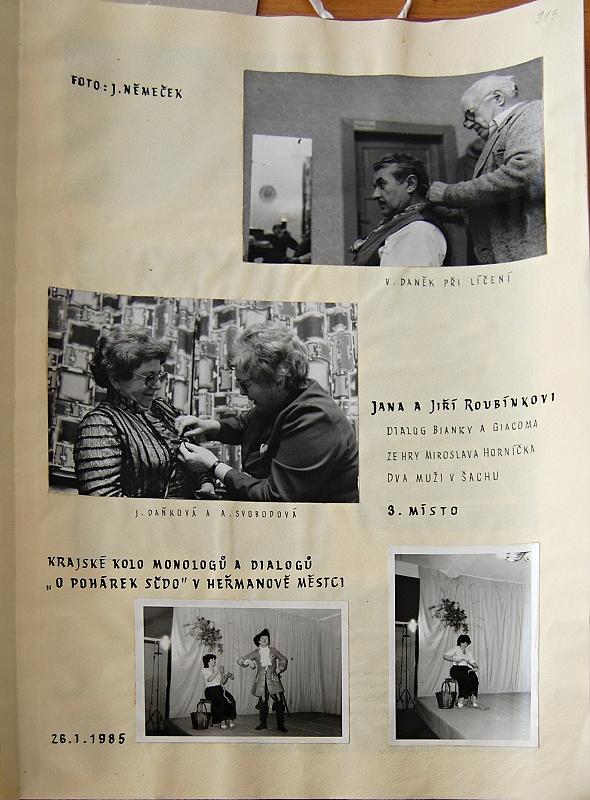 313
FOTO: J. NĚMEČEK
V. DANĚK PŘI LÍČENÍ
J. DAŇKOVÁ A A. SVOBODOVÁ
JANA A JIŘÍ ROUBÍNKOVI
DIALOG BIANKY A GIACOMA
ZE HRY MIROSLAVA HORNÍČKA
DVA MUŽI V ŠACHU
3. MÍSTO
KRAJSKÉ KOLO MONOLOGŮ A DIALOGŮ
„O POHÁREK SČDO" V HEŘMANOVĚ MĚSTCI
26.1.1985